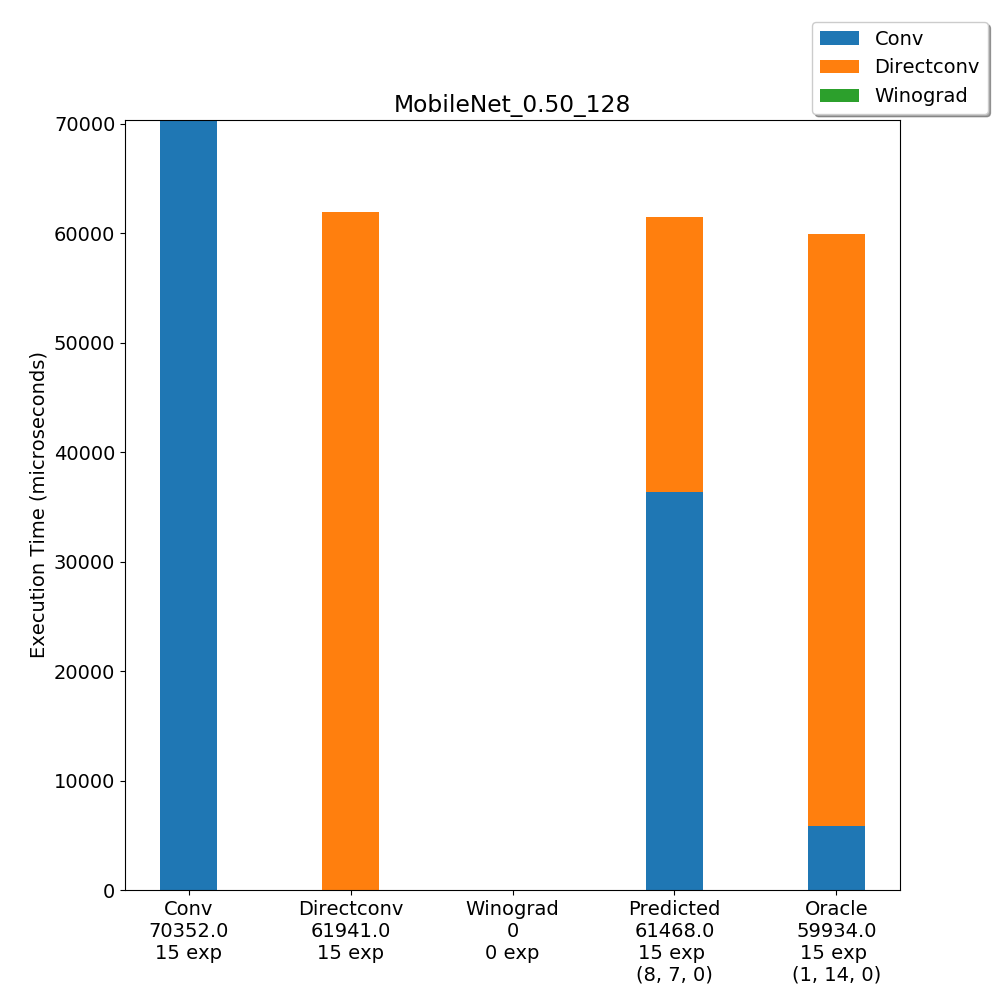 Conv
Directconv
Winograd
MobileNet_0.50_128
Execution Time (microseconds)
70000
60000
50000
40000
30000
20000
10000
0
Conv
70352.0
15 exp
Directconv
61941.0
15 exp
Winograd
0
0 exp
Predicted
61468.0
15 exp
(8, 7, 0)
Oracle
59934.0
15 exp
(1, 14, 0)